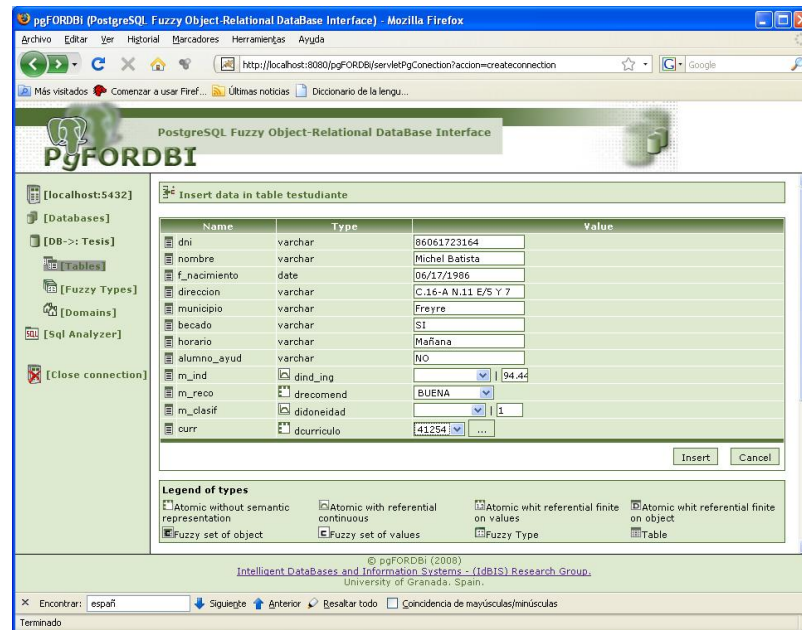 pgFORDBi (PostgreSQL Fuzzy Object-Relational DataBase Interface) - Mozilla Firefox
Archivo Editar Ver Historial Marcadores Herramientas Ayuda
http://localhost:8080/pgFORDBi/servletPgConection?accion=createconnection
G Google
Más visitados Comenzar a usar Firef... Últimas noticias Diccionario de la lengu...
PostgreSQL Fuzzy Object-Relational DataBase Interface
PgFORDBI
[localhost:5432]
[Databases]
[DB->: Tesis]
[Tables]
[Fuzzy Types]
[Domains]
SQL [Sql Analyzer]
[Close connection]
Insert data in table testudiante
Name Type Value
dni varchar 86061723164
nombre varchar Michel Batista
f_nacimiento date 06/17/1986
direccion varchar C.16-A N.11 E/5 Y 7
municipio varchar Freyre
becado varchar SI
horario varchar Mañana
alumno_ayud varchar NO
m_ind dind_ing | 94.44
m_reco drecomend BUENA
m_clasif didoneidad | 1
curr dcurriculo 41254 ...
Insert Cancel
Legend of types
Atomic without semantic representation
Atomic with referential continuous
Atomic whit referential finite on values
Atomic whit referential finite on object
Fuzzy set of object
Fuzzy set of values
Fuzzy Type
Table
© pgFORDBi (2008)
Intelligent DataBases and Information Systems - (IdBIS) Research Group.
University of Granada. Spain.
Encontrar: españ Siguiente Anterior Resaltar todo Coincidencia de mayúsculas/minúsculas
Terminado